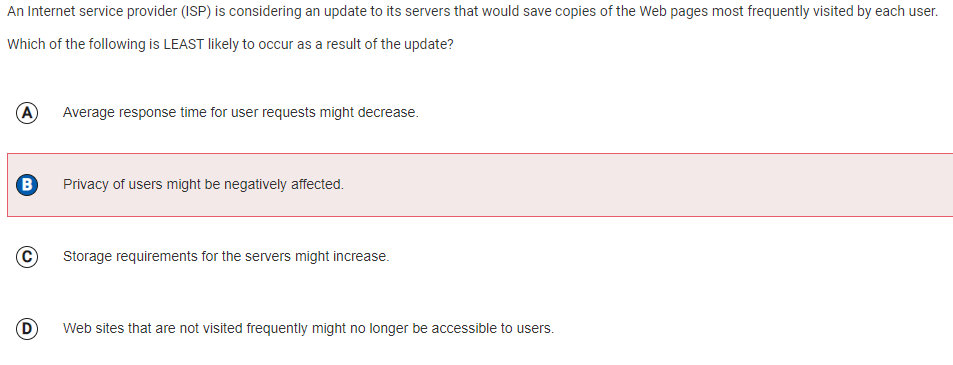 An Internet service provider (ISP) is considering an update to its servers that would save copies of the Web pages most frequently visited by each user.
Which of the following is LEAST likely to occur as a result of the update?
A Average response time for user requests might decrease.
B Privacy of users might be negatively affected.
C Storage requirements for the servers might increase.
D Web sites that are not visited frequently might no longer be accessible to users.